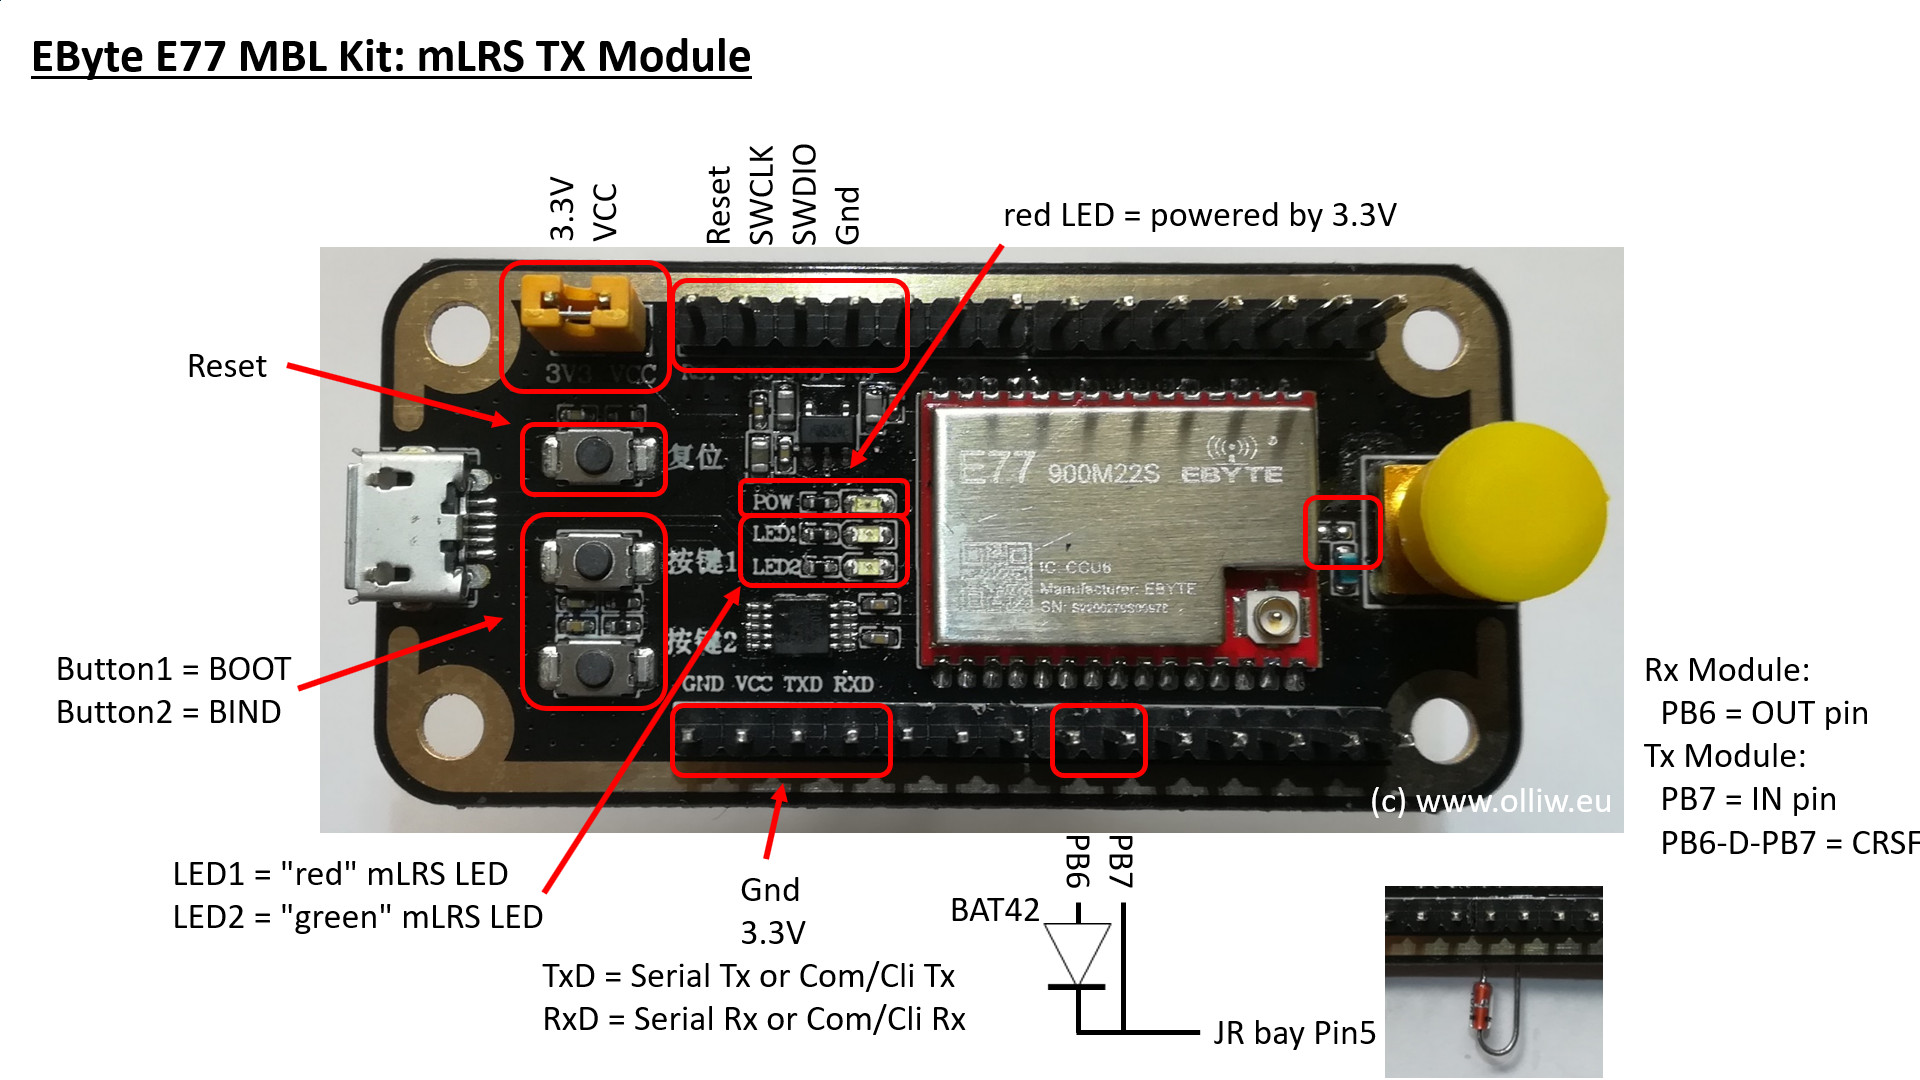 EByte E77 MBL Kit: mLRS TX Module
3.3V
VCC
Reset
SWCLK
SWDIO
Gnd
red LED = powered by 3.3V
Reset
3V3 VCC
复位
POW
LED1
LED2
按键1
按键2
E77 900M22S EBYTE
IC: CCU6
Manufacturer: EBYTE
GND VCC TXD RXD
Button1 = BOOT
Button2 = BIND
Rx Module:
PB6 = OUT pin
Tx Module:
PB7 = IN pin
PB6-D-PB7 = CRSF
(c) www.olliw.eu
LED1 = "red" mLRS LED
LED2 = "green" mLRS LED
Gnd
3.3V
TxD = Serial Tx or Com/Cli Tx
RxD = Serial Rx or Com/Cli Rx
PB6
PB7
BAT42
JR bay Pin5